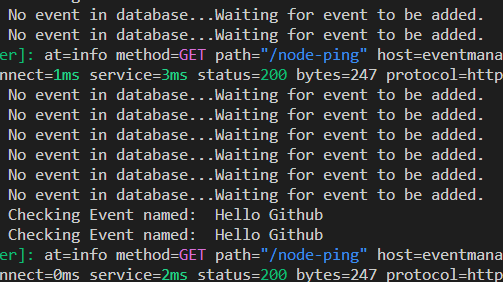 No event in database...Waiting for event to be added.
No event in database...Waiting for event to be added.
er]: at=info method=GET path="/node-ping" host=eventmana
nnect=1ms service=3ms status=200 bytes=247 protocol=http
No event in database...Waiting for event to be added.
No event in database...Waiting for event to be added.
No event in database...Waiting for event to be added.
No event in database...Waiting for event to be added.
No event in database...Waiting for event to be added.
No event in database...Waiting for event to be added.
Checking Event named:  Hello Github
Checking Event named:  Hello Github
er]: at=info method=GET path="/node-ping" host=eventmana
nnect=0ms service=2ms status=200 bytes=247 protocol=http